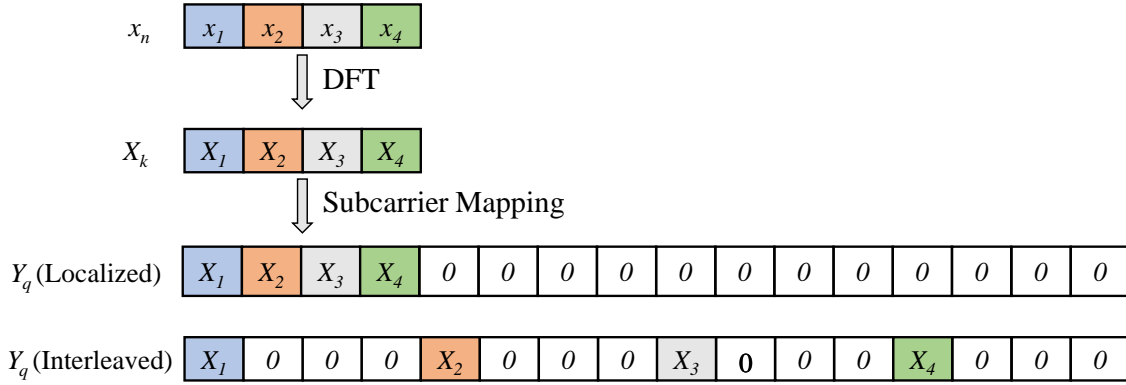 x_n x_1 x_2 x_3 x_4
DFT
X_k X_1 X_2 X_3 X_4
Subcarrier Mapping
Y_q (Localized) X_1 X_2 X_3 X_4 0 0 0 0 0 0 0 0 0 0 0 0
Y_q (Interleaved) X_1 0 0 0 X_2 0 0 0 X_3 0 0 0 X_4 0 0 0